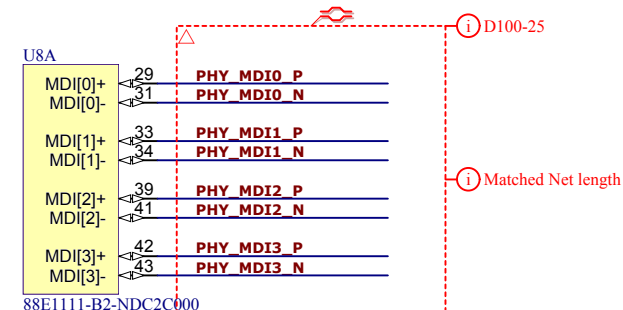 i D100-25
U8A
MDI[0]+ 29 PHY_MDI0_P
MDI[0]- 31 PHY_MDI0_N
MDI[1]+ 33 PHY_MDI1_P
MDI[1]- 34 PHY_MDI1_N
i Matched Net length
MDI[2]+ 39 PHY_MDI2_P
MDI[2]- 41 PHY_MDI2_N
MDI[3]+ 42 PHY_MDI3_P
MDI[3]- 43 PHY_MDI3_N
88E1111-B2-NDC2C000